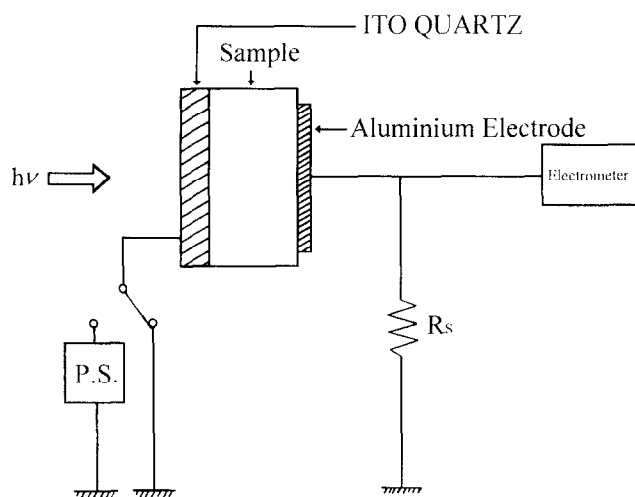 ITO QUARTZ
Sample
Aluminium Electrode
hν
Electrometer
Rs
P.S.